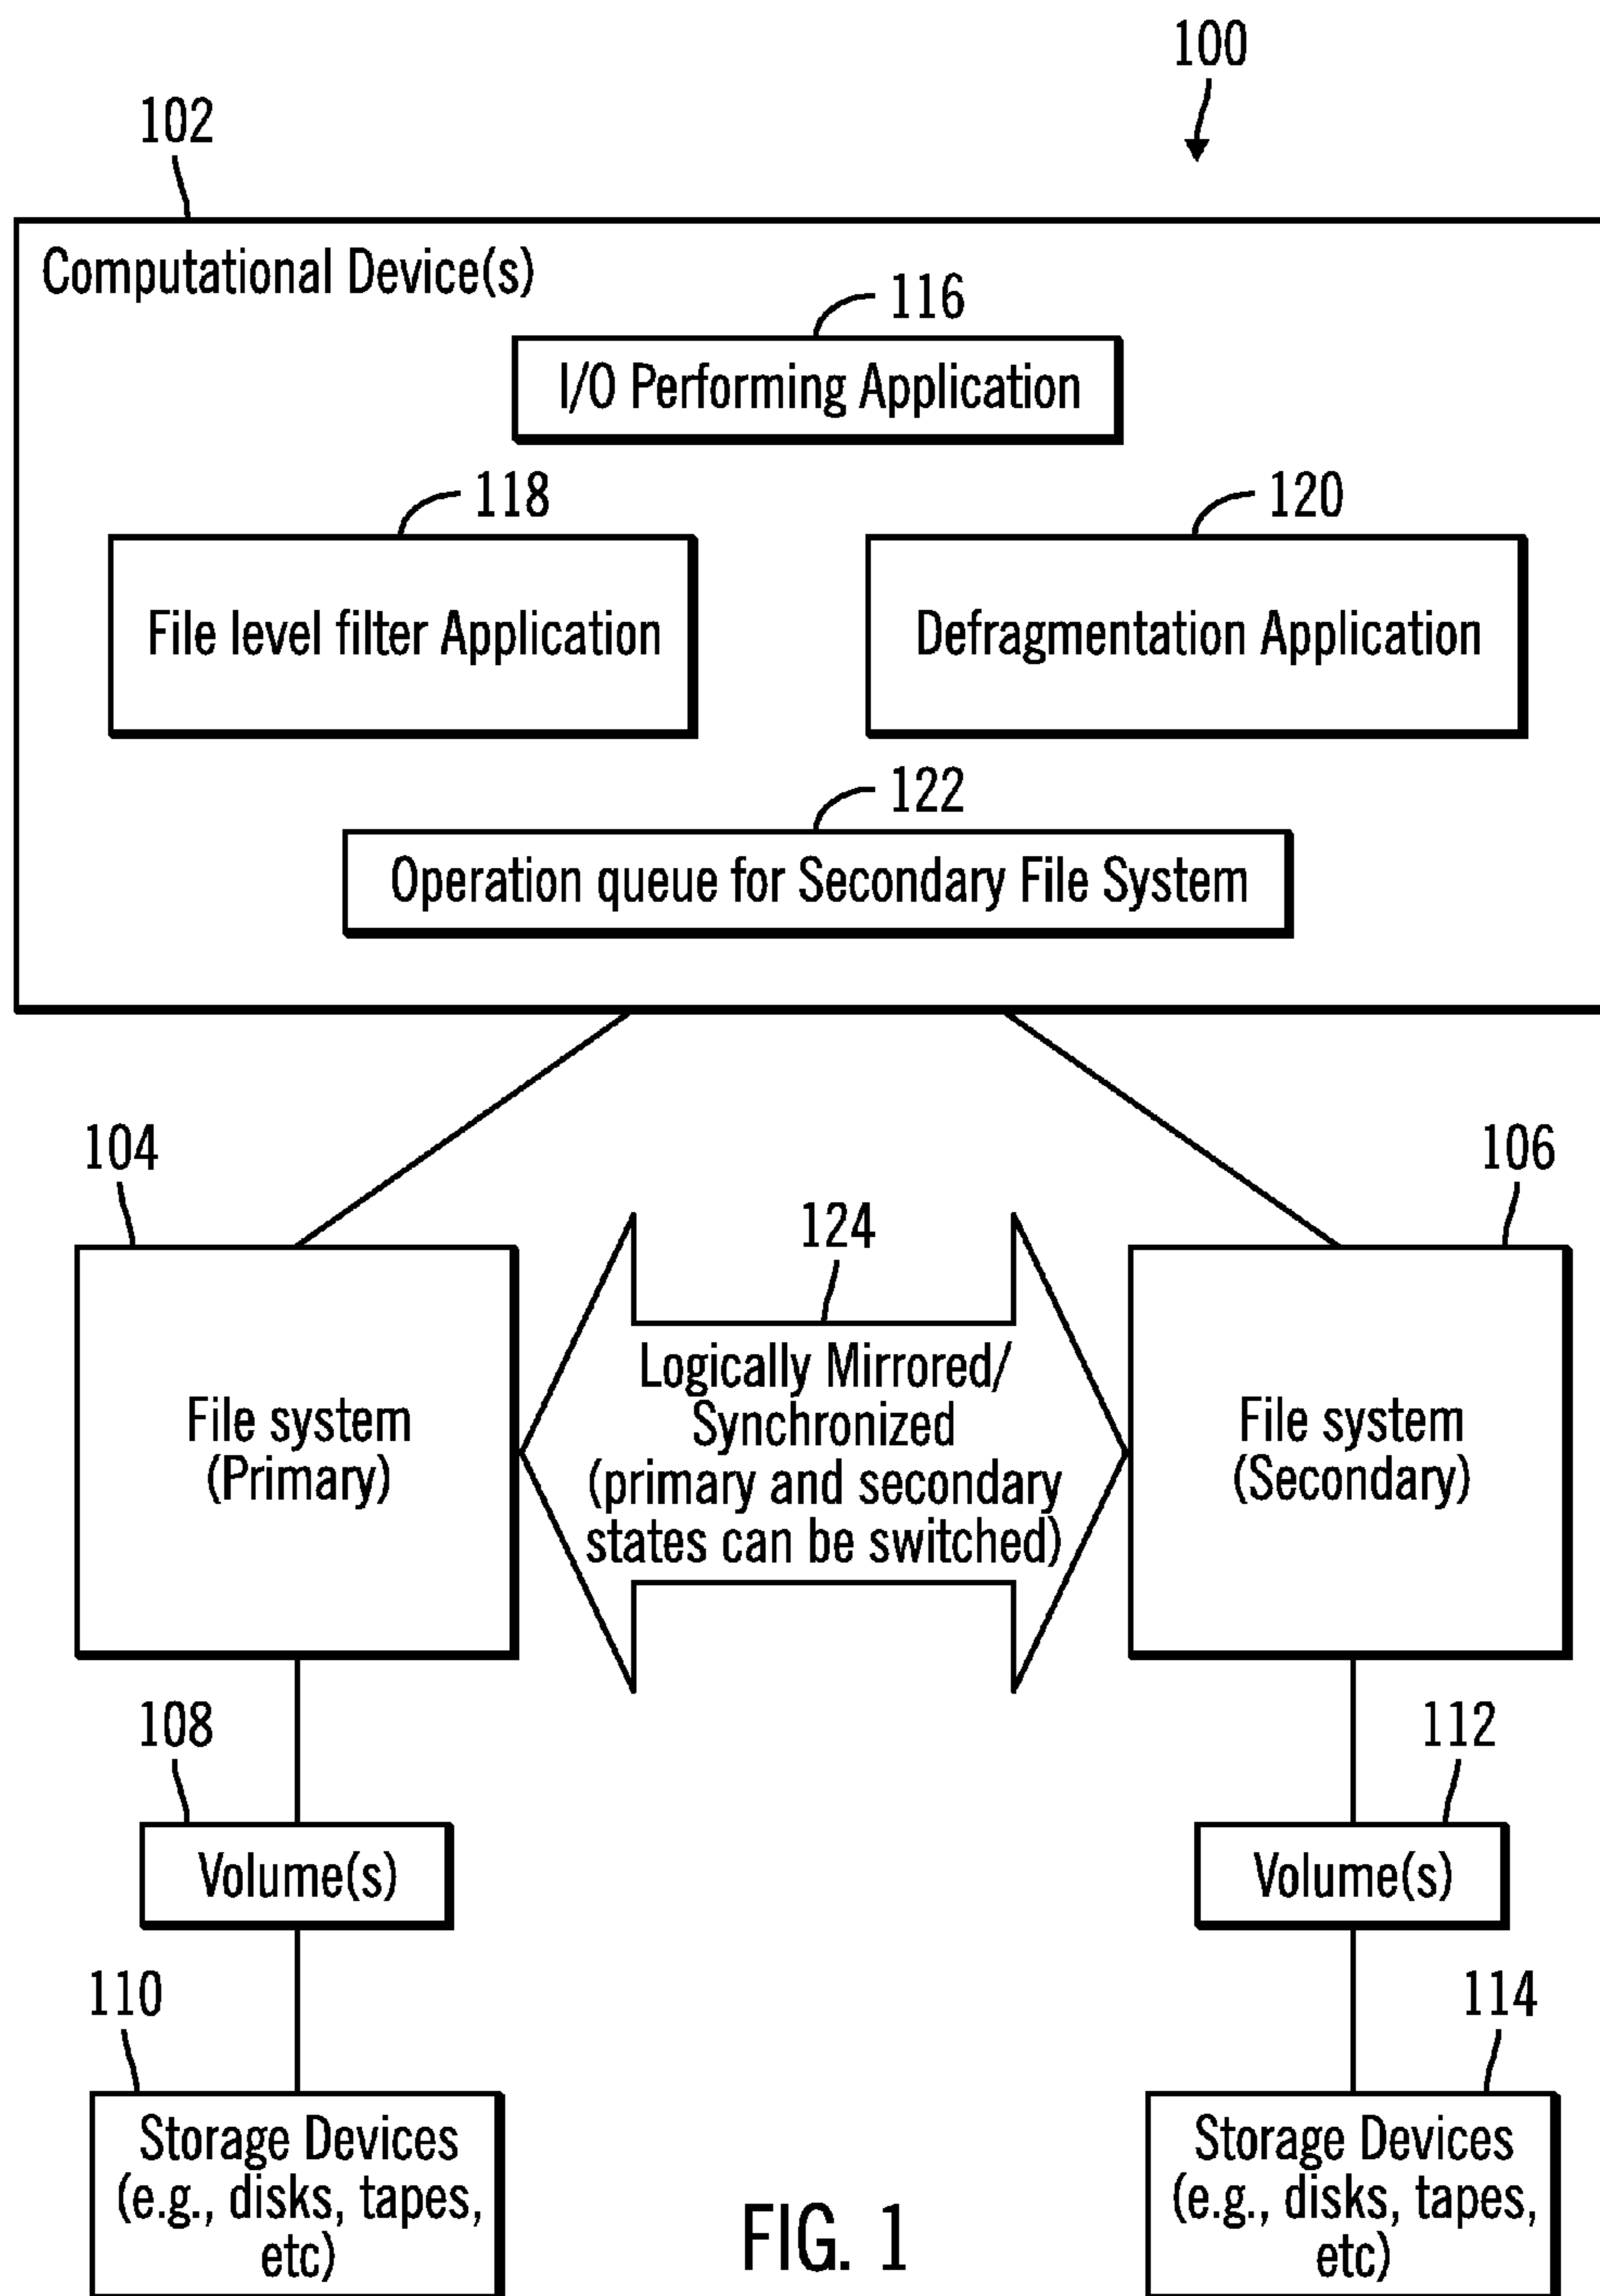 100
102
Computational Device(s)
116
I/O Performing Application
118
120
File level filter Application
Defragmentation Application
122
Operation queue for Secondary File System
104
106
124
File system
(Primary)
Logically Mirrored/
Synchronized
(primary and secondary
states can be switched)
File system
(Secondary)
108
112
Volume(s)
Volume(s)
110
114
Storage Devices
(e.g., disks, tapes,
etc)
Storage Devices
(e.g., disks, tapes,
etc)
FIG. 1